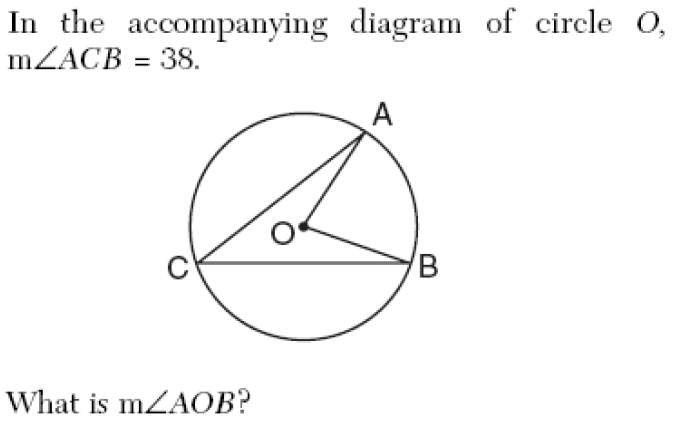 In the accompanying diagram of circle O,
m∠ACB = 38.
A
O
C
B
What is m∠AOB?